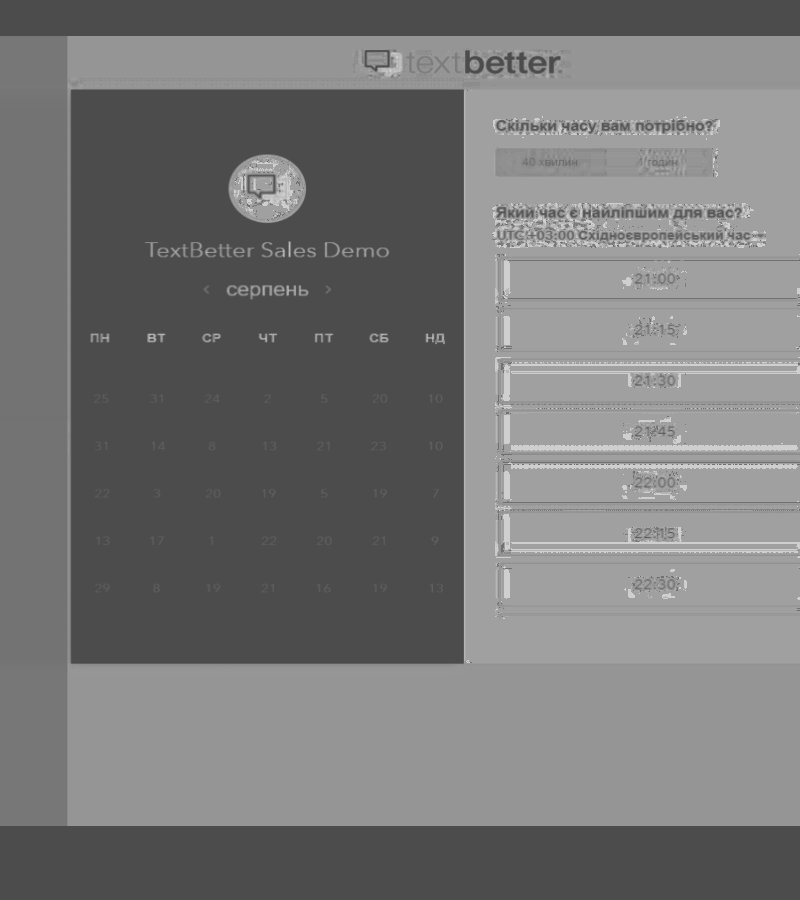 textbetter
TextBetter Sales Demo
‹ серпень ›
ПН ВТ СР ЧТ ПТ СБ НД
25 31 24 2 5 20 10
31 14 8 13 21 23 10
22 3 20 19 5 19 7
13 17 1 22 20 21 9
29 8 19 21 16 19 13
Скільки часу вам потрібно?
40 хвилин 1 годин
Який час є найліпшим для вас?
UTC +03:00 Східноєвропейський час
21:00
21:15
21:30
21:45
22:00
22:15
22:30